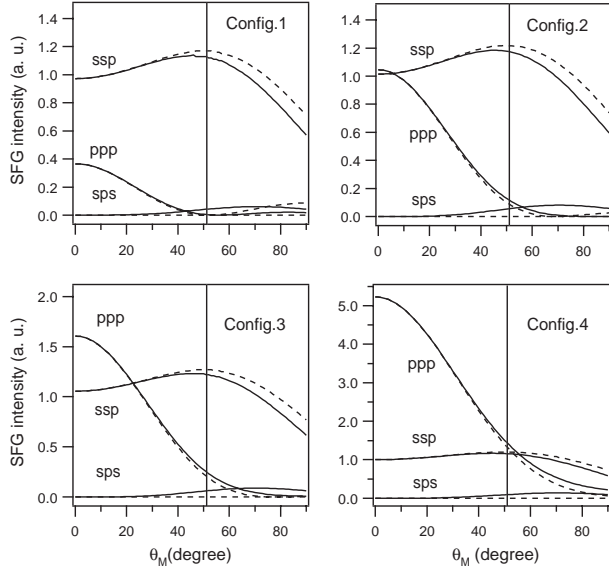 Config.1
SFG intensity (a. u.)
1.4
1.2
1.0
0.8
0.6
0.4
0.2
0.0
ssp
ppp
sps
0 20 40 60 80
Config.2
1.4
1.2
1.0
0.8
0.6
0.4
0.2
0.0
ssp
ppp
sps
0 20 40 60 80
Config.3
SFG intensity (a. u.)
2.0
1.5
1.0
0.5
0.0
ppp
ssp
sps
0 20 40 60 80
θM(degree)
Config.4
5.0
4.0
3.0
2.0
1.0
0.0
ppp
ssp
sps
0 20 40 60 80
θM (degree)